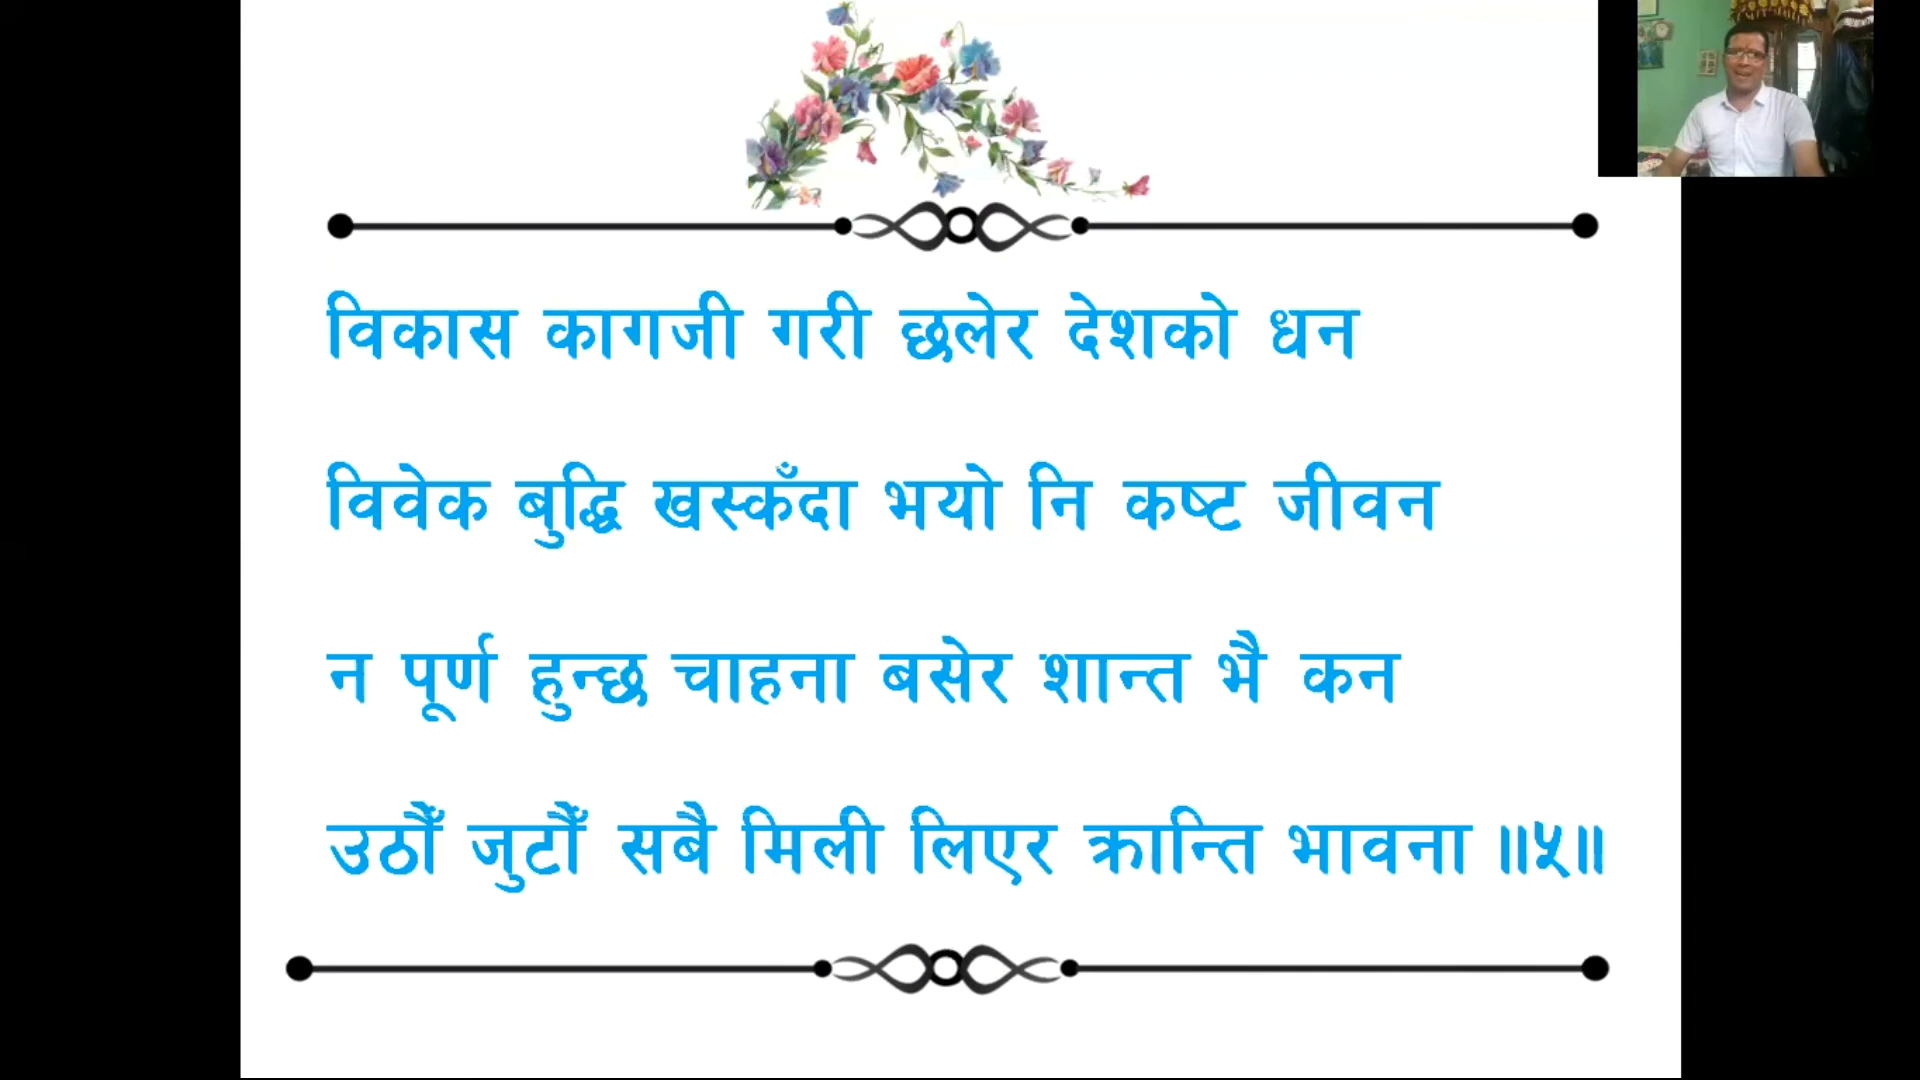 विकास कागजी गरी छलेर देशको धन
विवेक बुद्धि खस्कँदा भयो नि कष्ट जीवन
न पूर्ण हुन्छ चाहना बसेर शान्त भै कन
उठौँ जुटौँ सबै मिली लिएर क्रान्ति भावना ॥५॥